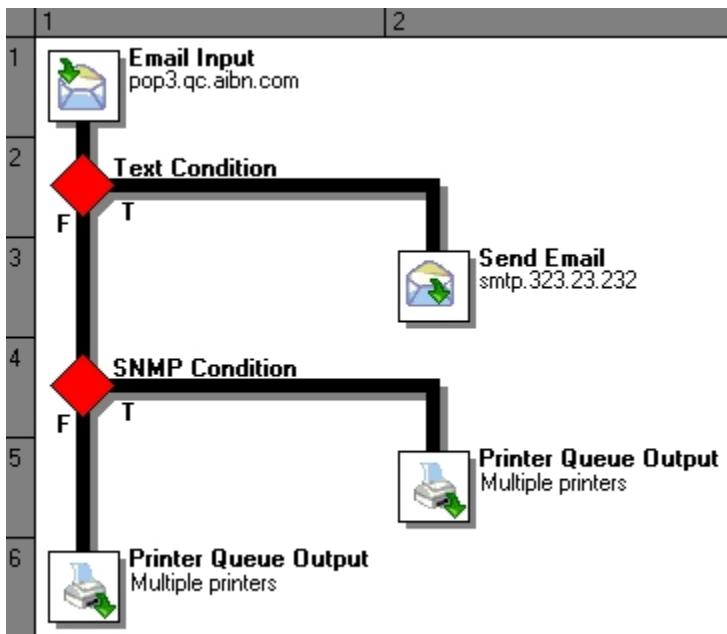 1 2
1
Email Input
pop3.qc.aibn.com
2
Text Condition
F T
3
Send Email
smtp.323.23.232
4
SNMP Condition
F T
5
Printer Queue Output
Multiple printers
6
Printer Queue Output
Multiple printers